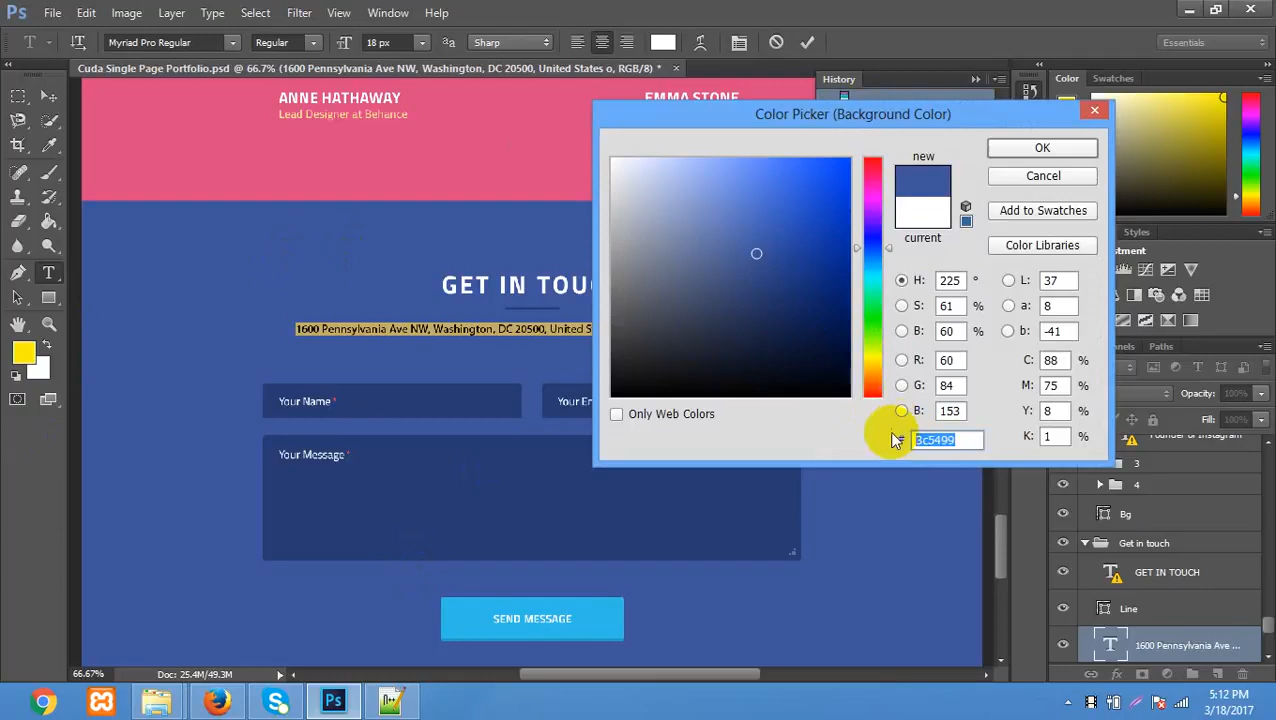 Ps File Edit Image Layer Type Select Filter View Window Help
T Myriad Pro Regular Regular 18 px Sharp Essentials
Cuda Single Page Portfolio.psd @ 66.7% (1600 Pennsylvania Ave NW, Washington, DC 20500, United States o, RGB/8) *
History
Color Swatches
ANNE HATHAWAY
Lead Designer at Behance
EMMA STONE
Color Picker (Background Color)
new
current
OK
Cancel
Add to Swatches
Color Libraries
H: 225 °
S: 61 %
B: 60 %
R: 60
G: 84
B: 153
# 3c5499
L: 37
a: 8
b: -41
C: 88 %
M: 75 %
Y: 8 %
K: 1 %
Only Web Colors
GET IN TOU
1600 Pennsylvania Ave NW, Washington, DC 20500, United S
Your Name *
Your En
Your Message *
SEND MESSAGE
Styles
Paths
Opacity:
Fill:
Founder of Instagram
3
4
Bg
Get in touch
GET IN TOUCH
Line
1600 Pennsylvania Ave ...
66.67% Doc: 25.4M/49.3M
5:12 PM
3/18/2017